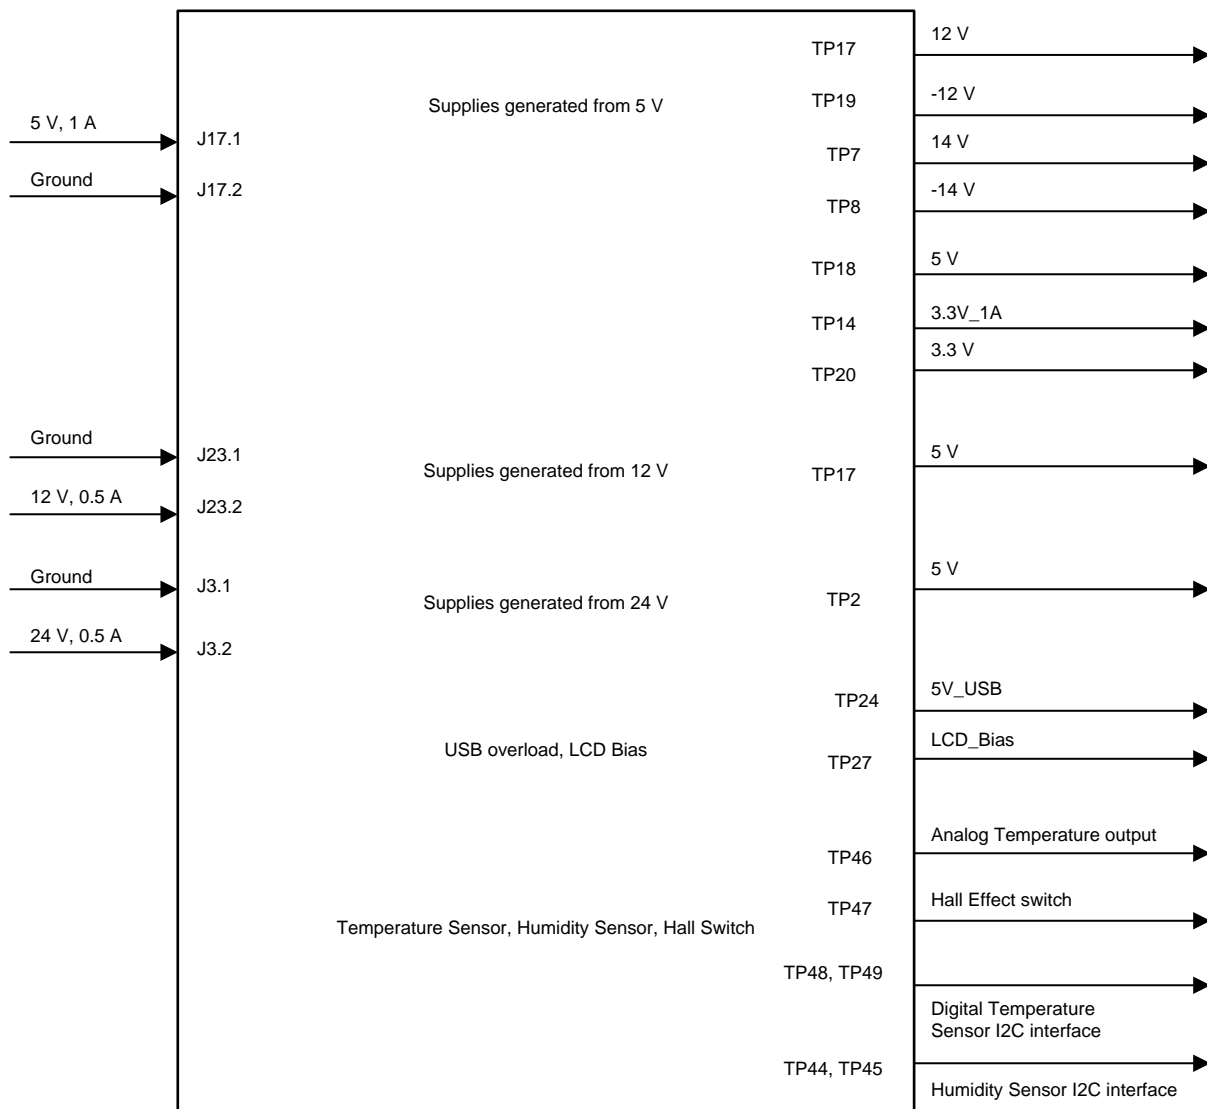 TP17
12 V
Supplies generated from 5 V
TP19
-12 V
5 V, 1 A
J17.1
TP7
14 V
Ground
J17.2
TP8
-14 V
TP18
5 V
TP14
3.3V_1A
TP20
3.3 V
Ground
J23.1
Supplies generated from 12 V
TP17
5 V
12 V, 0.5 A
J23.2
Ground
J3.1
Supplies generated from 24 V
TP2
5 V
24 V, 0.5 A
J3.2
TP24
5V_USB
USB overload, LCD Bias
TP27
LCD_Bias
TP46
Analog Temperature output
TP47
Hall Effect switch
Temperature Sensor, Humidity Sensor, Hall Switch
TP48, TP49
Digital Temperature
Sensor I2C interface
TP44, TP45
Humidity Sensor I2C interface